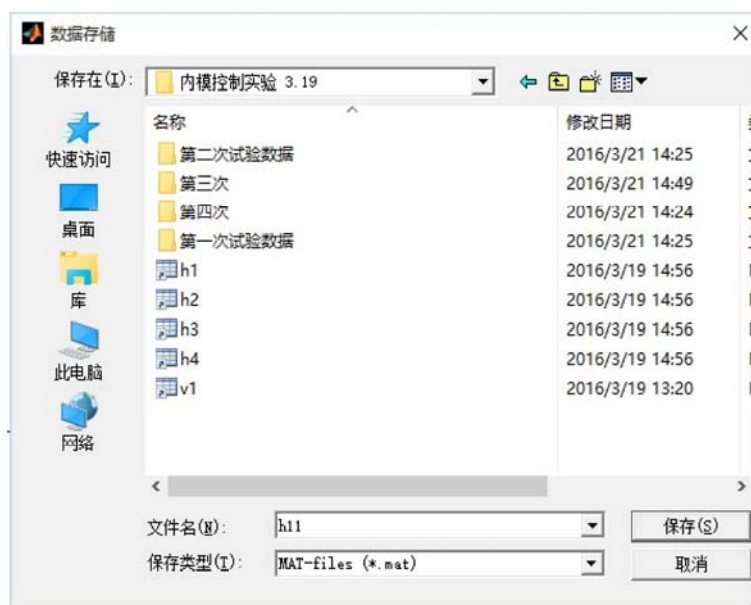 数据存储
保存在(I): 内模控制实验 3.19
名称 修改日期
第二次试验数据 2016/3/21 14:25
第三次 2016/3/21 14:49
第四次 2016/3/21 14:24
第一次试验数据 2016/3/21 14:25
h1 2016/3/19 14:56
h2 2016/3/19 14:56
h3 2016/3/19 14:56
h4 2016/3/19 14:56
v1 2016/3/19 13:20
快速访问
桌面
库
此电脑
网络
文件名(N): h11 保存(S)
保存类型(T): MAT-files (*.mat) 取消